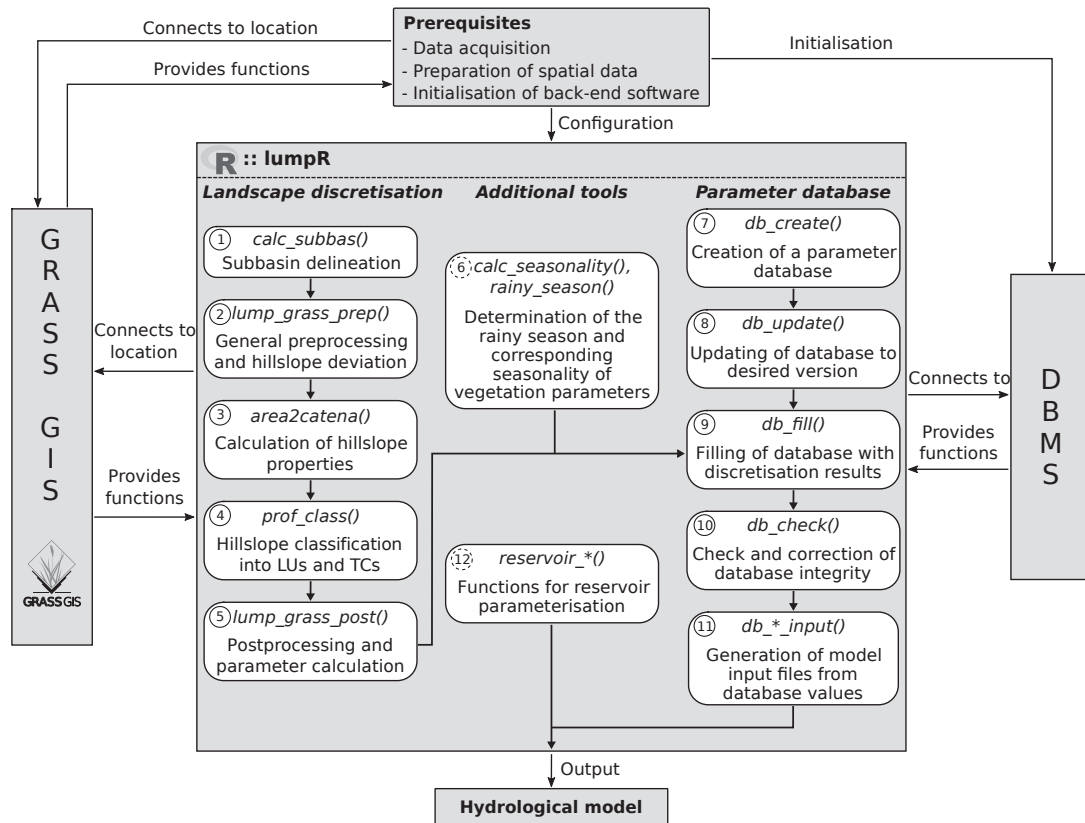 Prerequisites
- Data acquisition
- Preparation of spatial data
- Initialisation of back-end software
Connects to location
Provides functions
Initialisation
Configuration
R :: lumpR
Landscape discretisation
1
calc_subbas()
Subbasin delineation
2
lump_grass_prep()
General preprocessing
and hillslope deviation
3
area2catena()
Calculation of hillslope
properties
4
prof_class()
Hillslope classification
into LUs and TCs
5
lump_grass_post()
Postprocessing and
parameter calculation
Additional tools
6
calc_seasonality(),
rainy_season()
Determination of the
rainy season and
corresponding
seasonality of
vegetation parameters
12
reservoir_*()
Functions for reservoir
parameterisation
Parameter database
7
db_create()
Creation of a parameter
database
8
db_update()
Updating of database to
desired version
9
db_fill()
Filling of database with
discretisation results
10
db_check()
Check and correction of
database integrity
11
db_*_input()
Generation of model
input files from
database values
GRASS GIS
GRASS GIS
Connects to
location
Provides
functions
Connects to
Provides
functions
DBMS
Output
Hydrological model